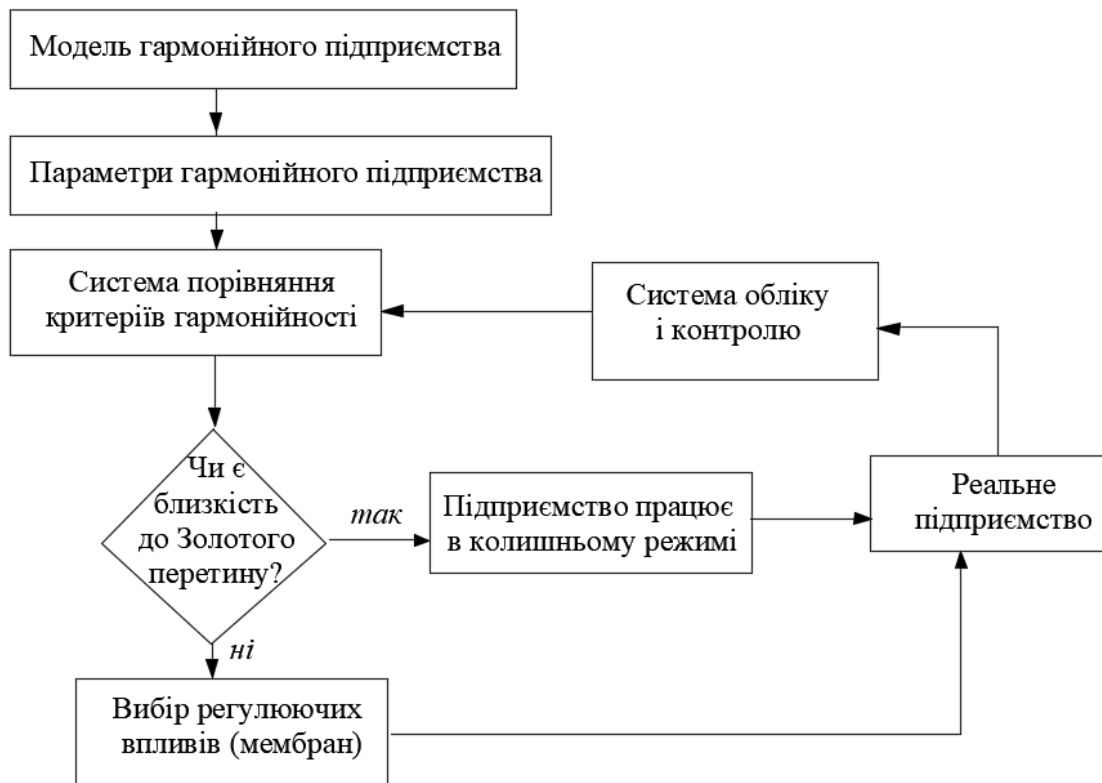 Модель гармонійного підприємства
Параметри гармонійного підприємства
Система порівняння
критеріїв гармонійності
Система обліку
і контролю
Чи є
близкість
до Золотого
перетину?
так
Підприємство працює
в колишньому режимі
Реальне
підприємство
ні
Вибір регулюючих
впливів (мембран)